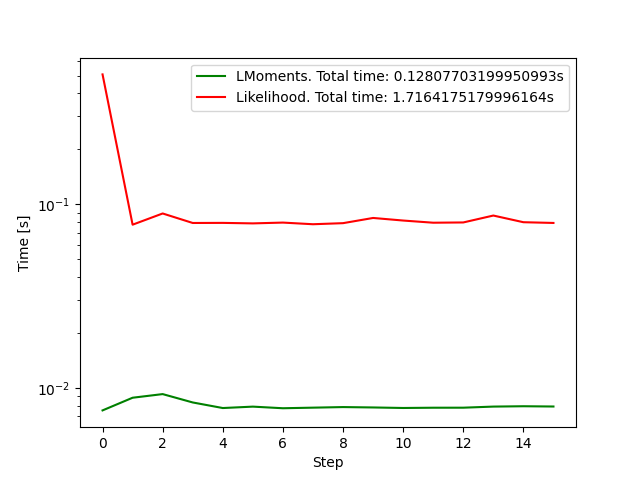 LMoments. Total time: 0.12807703199950993s
Likelihood. Total time: 1.7164175179996164s
10⁻¹
10⁻²
Time [s]
0 2 4 6 8 10 12 14
Step